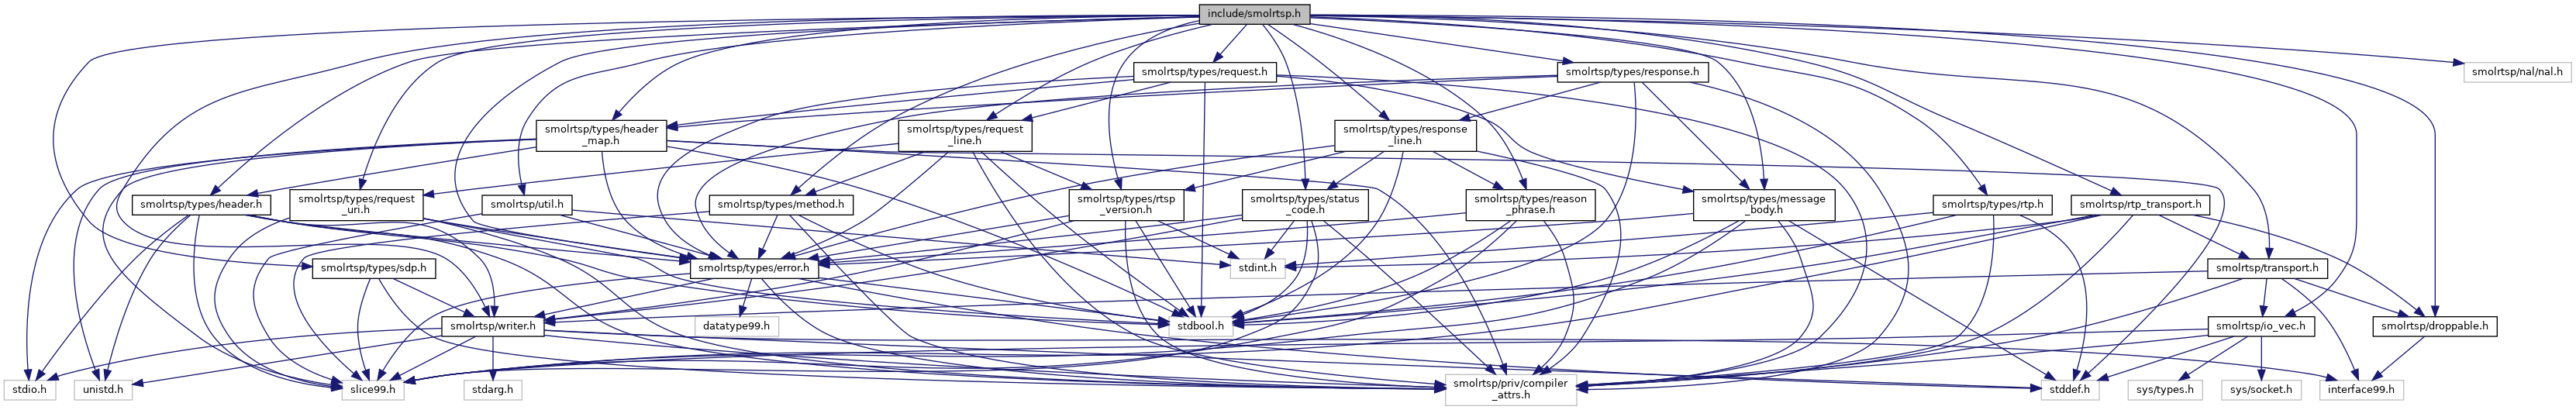 include/smolrtsp.h
smolrtsp/types/request.h
smolrtsp/types/response.h
smolrtsp/nal/nal.h
smolrtsp/types/header
_map.h
smolrtsp/types/request
_line.h
smolrtsp/types/response
_line.h
smolrtsp/types/header.h
smolrtsp/types/request
_uri.h
smolrtsp/util.h
smolrtsp/types/method.h
smolrtsp/types/rtsp
_version.h
smolrtsp/types/status
_code.h
smolrtsp/types/reason
_phrase.h
smolrtsp/types/message
_body.h
smolrtsp/types/rtp.h
smolrtsp/rtp_transport.h
smolrtsp/types/sdp.h
smolrtsp/types/error.h
stdint.h
smolrtsp/transport.h
smolrtsp/writer.h
datatype99.h
stdbool.h
smolrtsp/io_vec.h
smolrtsp/droppable.h
stdio.h
unistd.h
slice99.h
stdarg.h
smolrtsp/priv/compiler
_attrs.h
stddef.h
sys/types.h
sys/socket.h
interface99.h